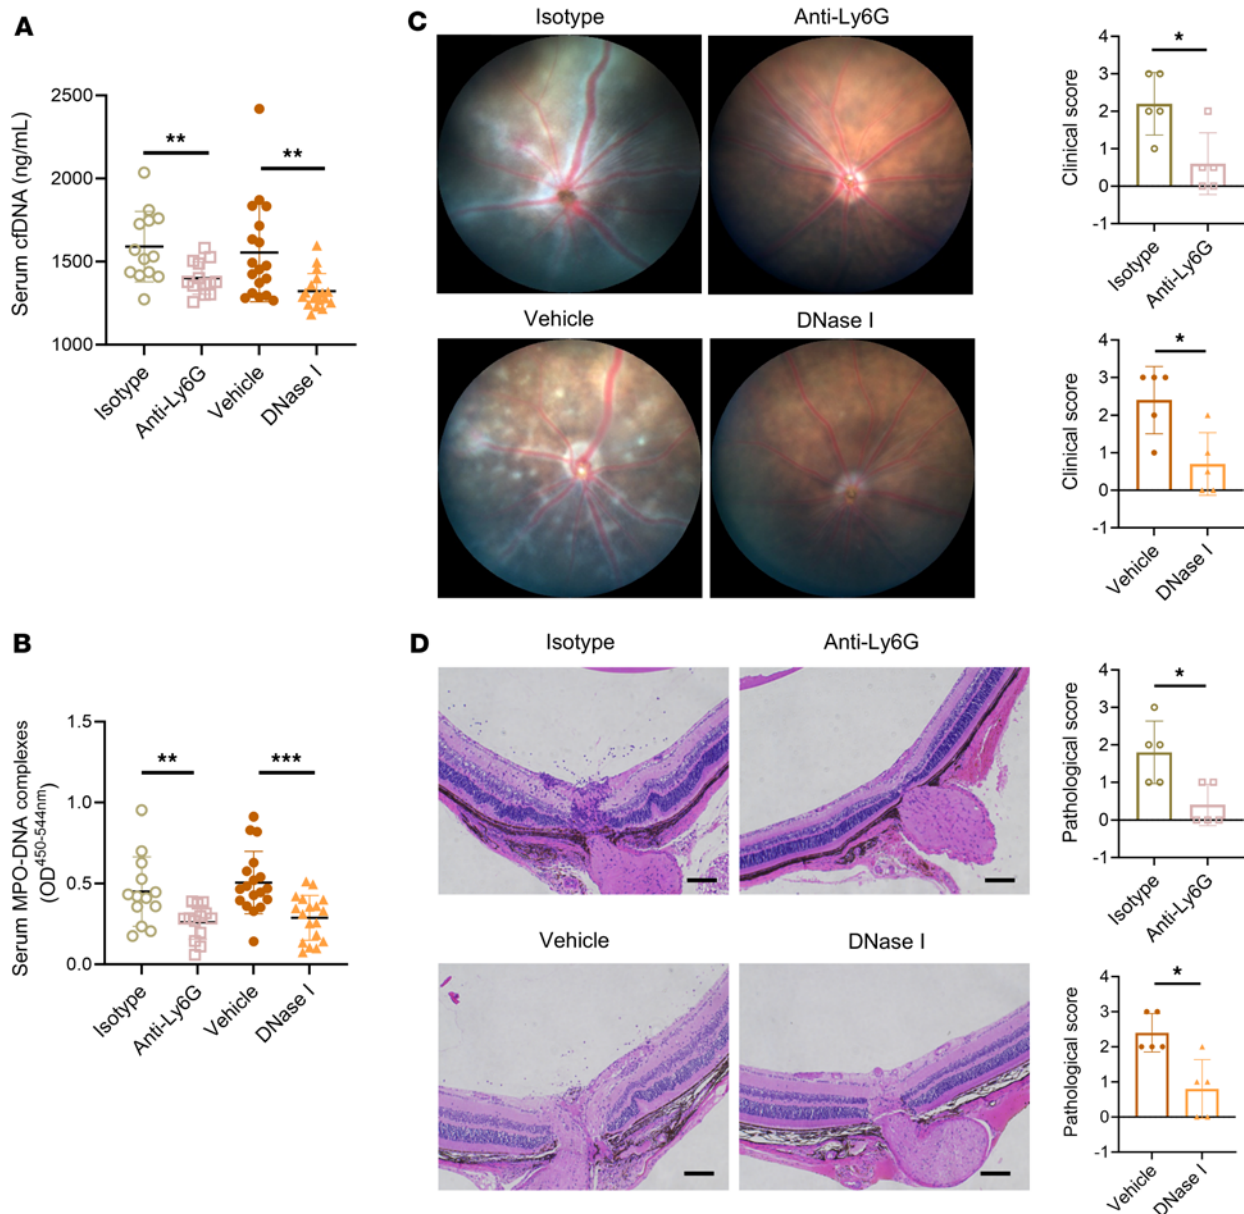 A
Serum cfDNA (ng/mL)
2500
2000
1500
1000
**
**
Isotype
Anti-Ly6G
Vehicle
DNase I
C
Isotype
Anti-Ly6G
Vehicle
DNase I
Clinical score
4
3
2
1
0
-1
*
Isotype
Anti-Ly6G
Clinical score
4
3
2
1
0
-1
*
Vehicle
DNase I
B
Serum MPO-DNA complexes
(OD450-544nm)
1.5
1.0
0.5
0.0
**
***
Isotype
Anti-Ly6G
Vehicle
DNase I
D
Isotype
Anti-Ly6G
Vehicle
DNase I
Pathological score
4
3
2
1
0
-1
*
Isotype
Anti-Ly6G
Pathological score
4
3
2
1
0
-1
*
Vehicle
DNase I